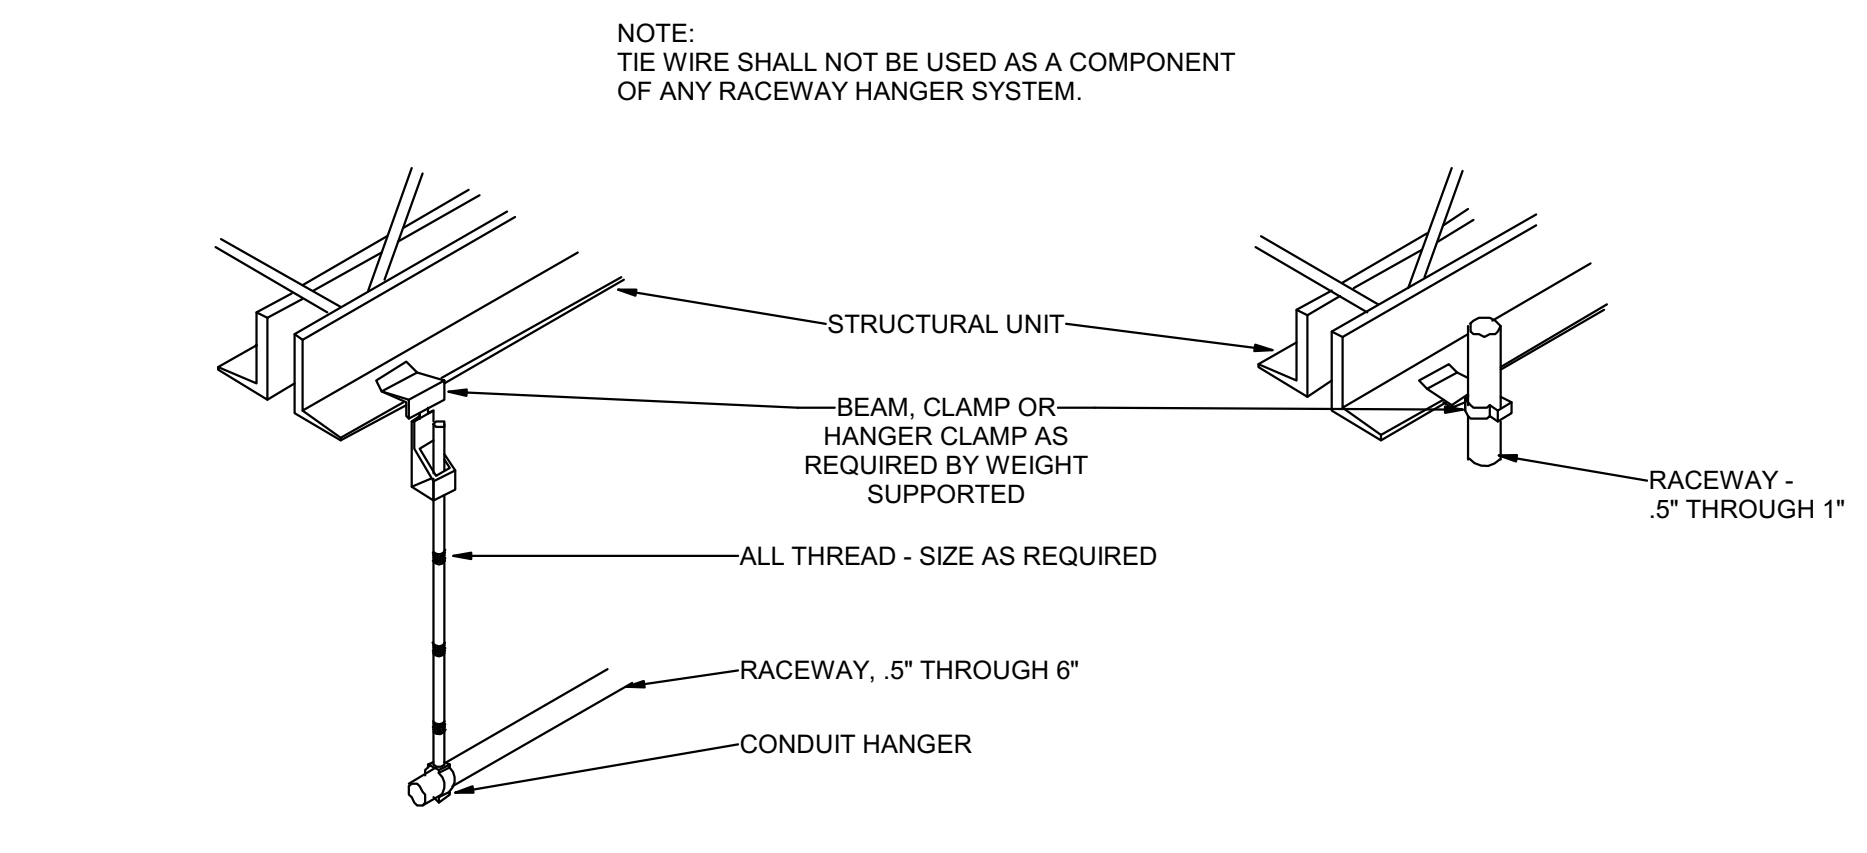 NOTE:
TIE WIRE SHALL NOT BE USED AS A COMPONENT
OF ANY RACEWAY HANGER SYSTEM.
STRUCTURAL UNIT
BEAM, CLAMP OR
HANGER CLAMP AS
REQUIRED BY WEIGHT
SUPPORTED
RACEWAY -
.5" THROUGH 1"
ALL THREAD - SIZE AS REQUIRED
RACEWAY, .5" THROUGH 6"
CONDUIT HANGER